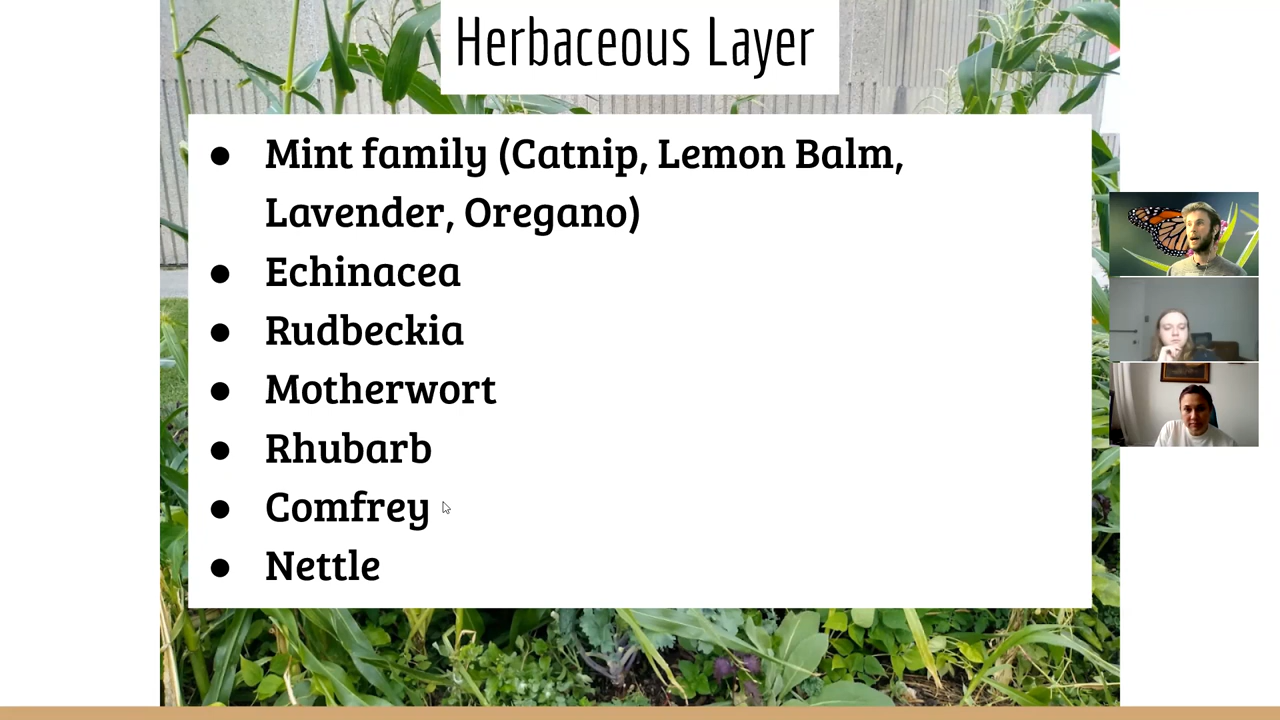 Herbaceous Layer
● Mint family (Catnip, Lemon Balm,
Lavender, Oregano)
● Echinacea
● Rudbeckia
● Motherwort
● Rhubarb
● Comfrey
● Nettle